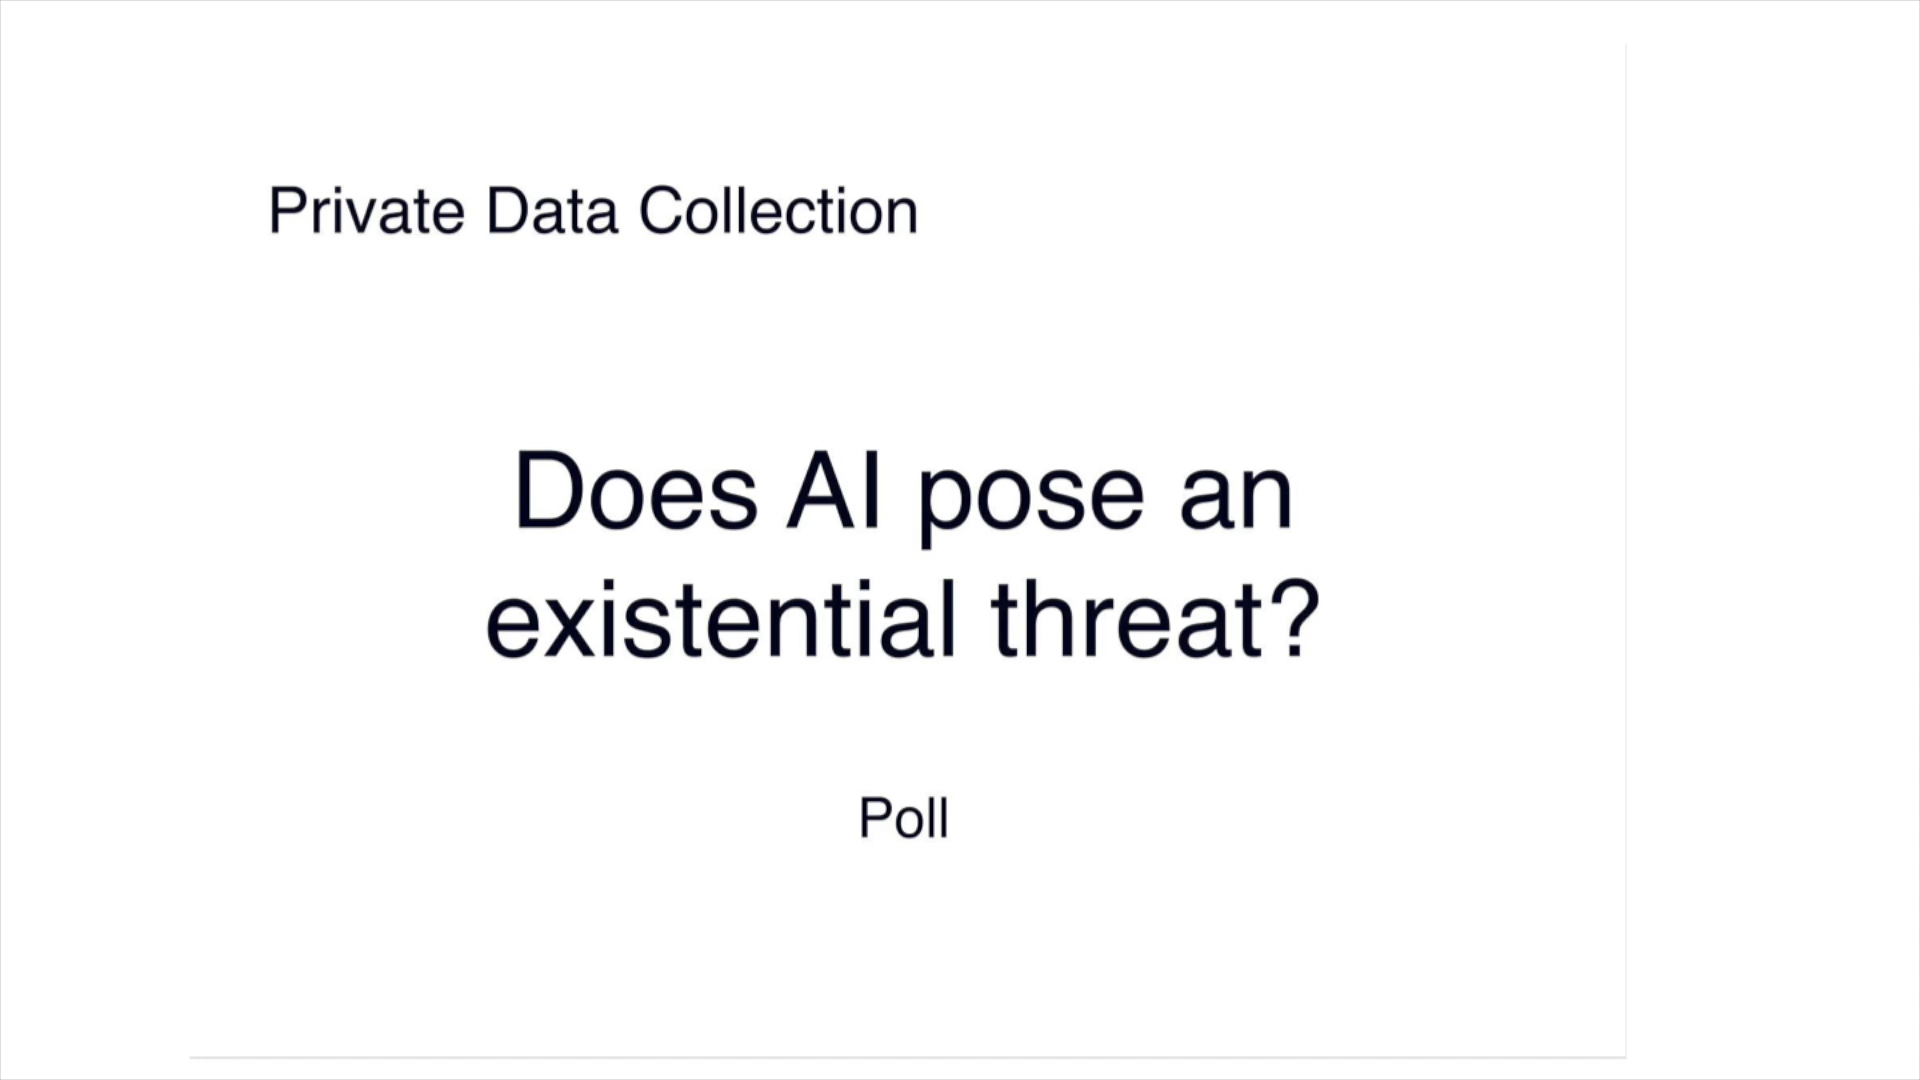 Private Data Collection
Does AI pose an
existential threat?
Poll